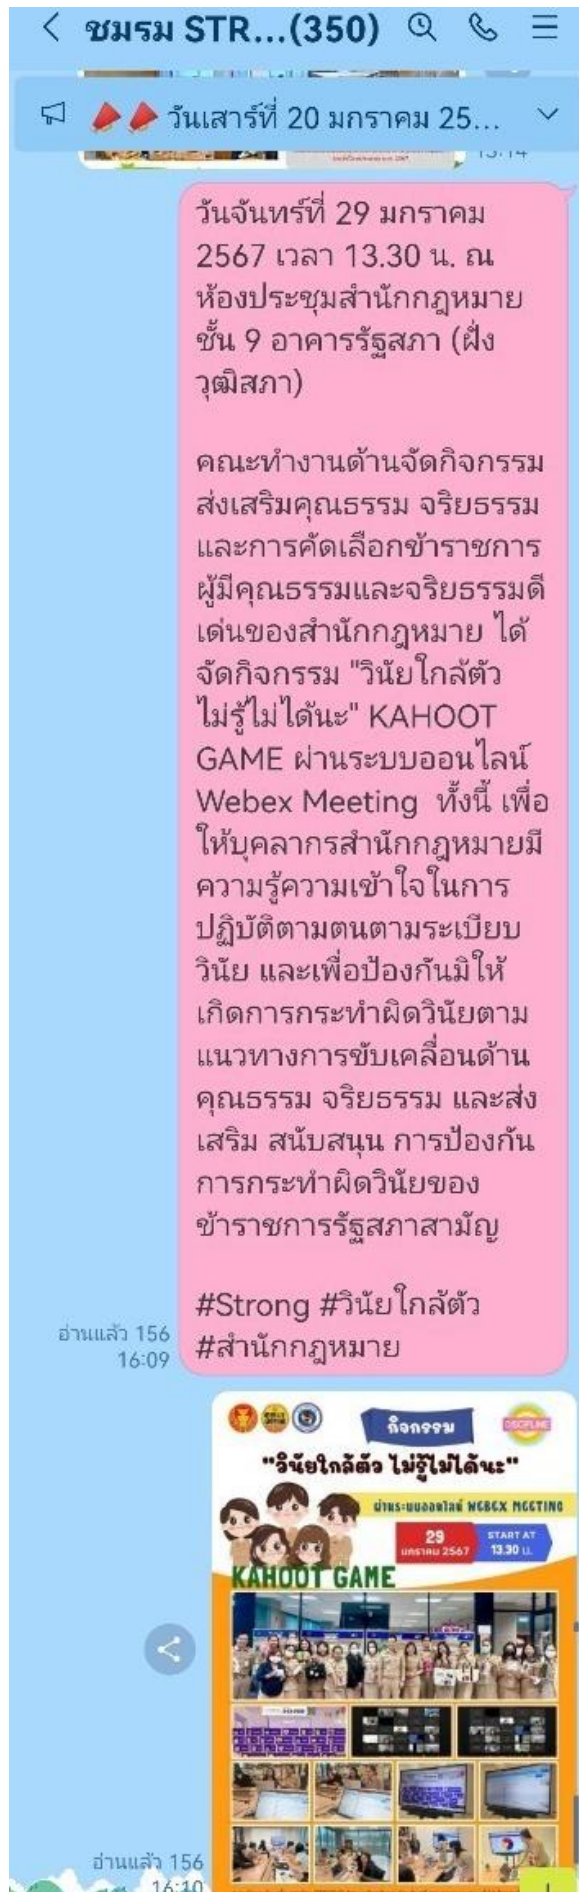 ชมรม STR...(350)
วันเสาร์ที่ 20 มกราคม 25...
วันจันทร์ที่ 29 มกราคม
2567 เวลา 13.30 น. ณ
ห้องประชุมสำนักกฎหมาย
ชั้น 9 อาคารรัฐสภา (ฝั่ง
วุฒิสภา)
คณะทำงานด้านจัดกิจกรรม
ส่งเสริมคุณธรรม จริยธรรม
และการคัดเลือกข้าราชการ
ผู้มีคุณธรรมและจริยธรรมดี
เด่นของสำนักกฎหมาย ได้
จัดกิจกรรม "วินัยใกล้ตัว
ไม่รู้ไม่ได้นะ" KAHOOT
GAME ผ่านระบบออนไลน์
Webex Meeting ทั้งนี้ เพื่อ
ให้บุคลากรสำนักกฎหมายมี
ความรู้ความเข้าใจในการ
ปฏิบัติตามตนตามระเบียบ
วินัย และเพื่อป้องกันมิให้
เกิดการกระทำผิดวินัยตาม
แนวทางการขับเคลื่อนด้าน
คุณธรรม จริยธรรม และส่ง
เสริม สนับสนุน การป้องกัน
การกระทำผิดวินัยของ
ข้าราชการรัฐสภาสามัญ
#Strong #วินัยใกล้ตัว
#สำนักกฎหมาย
อ่านแล้ว 156
16:09
กิจกรรม
DISCIPLINE
"วินัยใกล้ตัว ไม่รู้ไม่ได้นะ"
ผ่านระบบออนไลน์ WEBEX MEETING
29
มกราคม 2567
START AT
13.30 น.
KAHOOT GAME
อ่านแล้ว 156
16:10